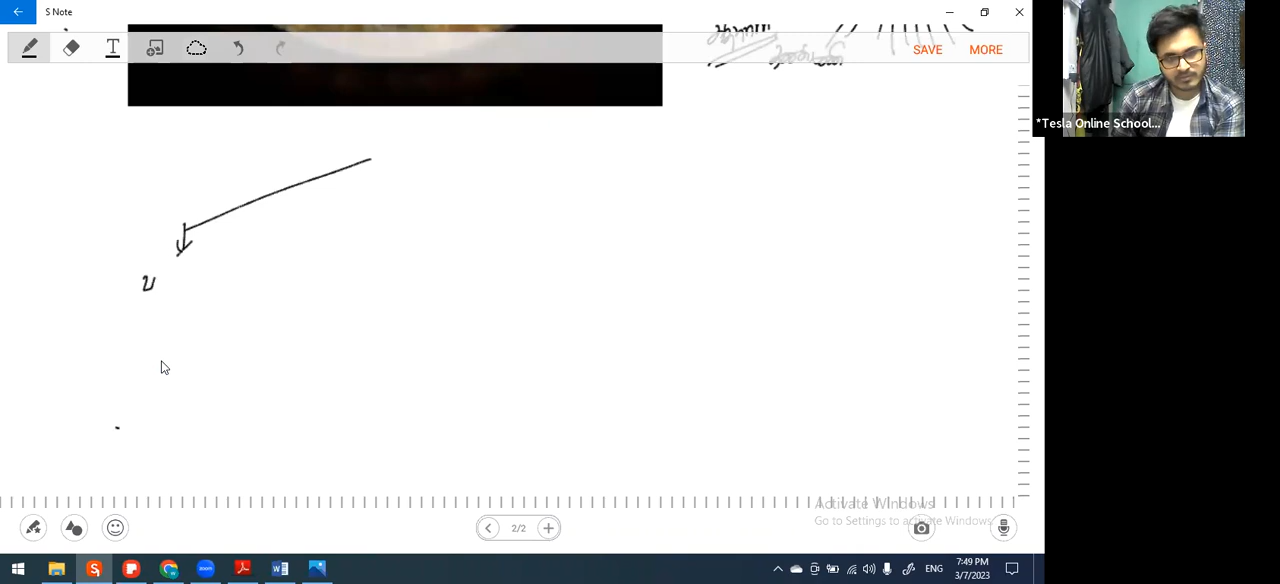 S Note
SAVE
MORE
*Tesla Online School...
T
Activate Windows
Go to Settings to activate Windows.
2/2
zoom
ENG
7:49 PM
3/7/2023